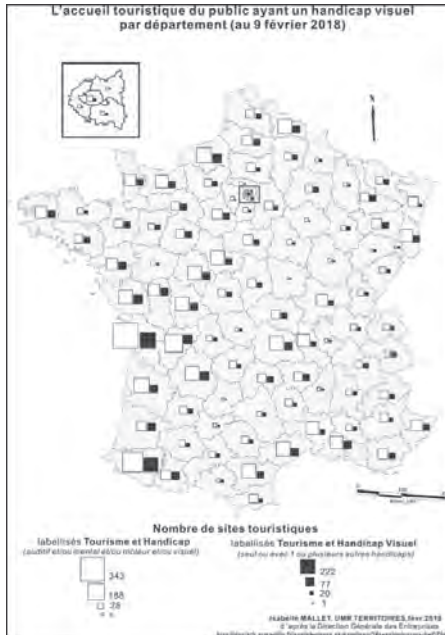 L'accueil touristique du public ayant un handicap visuel
par département (au 9 février 2018)
Nombre de sites touristiques
labellisés Tourisme et Handicap
(auditif et/ou mental et/ou moteur et/ou visuel)
343
188
28
labellisés Tourisme et Handicap Visuel
(seul ou avec 1 ou plusieurs autres handicaps)
222
77
20
1
Isabelle MALLET, UMR TERRITOIRES, févr.2018
d'après la Direction Générale des Entreprises